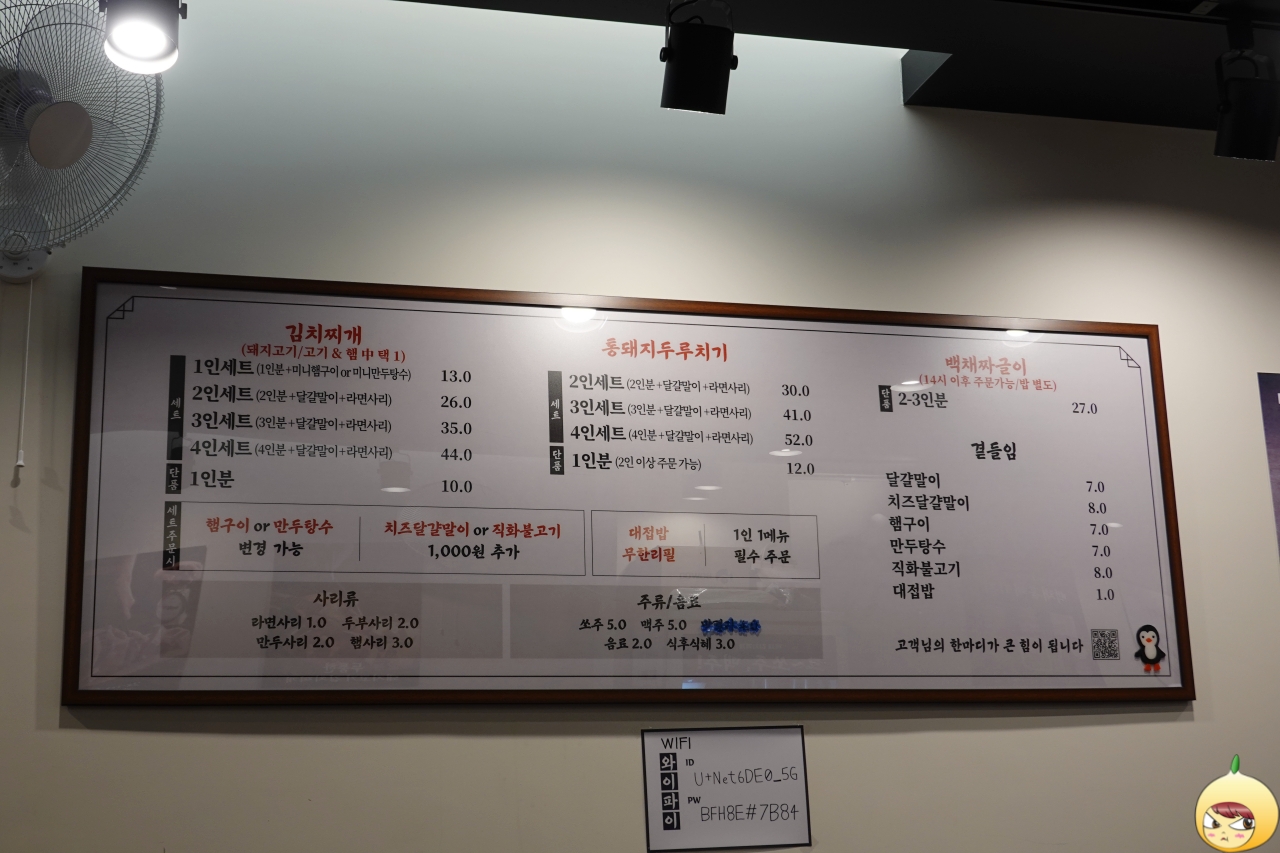 김치찌개
(돼지고기/고기 & 햄 中 택 1)
세트
1인세트 (1인분+미니햄구이 or 미니만두탕수) 13.0
2인세트 (2인분+달걀말이+라면사리) 26.0
3인세트 (3인분+달걀말이+라면사리) 35.0
4인세트 (4인분+달걀말이+라면사리) 44.0
단품
1인분 10.0
통돼지두루치기
세트
2인세트 (2인분+달걀말이+라면사리) 30.0
3인세트 (3인분+달걀말이+라면사리) 41.0
4인세트 (4인분+달걀말이+라면사리) 52.0
단품
1인분 (2인 이상 주문 가능) 12.0
백채짜글이
(14시 이후 주문가능/밥 별도)
단품
2-3인분 27.0
곁들임
달걀말이 7.0
치즈달걀말이 8.0
햄구이 7.0
만두탕수 7.0
직화불고기 8.0
대접밥 1.0
세트주문시
햄구이 or 만두탕수
변경 가능
치즈달걀말이 or 직화불고기
1,000원 추가
대접밥
무한리필
1인 1메뉴
필수 주문
사리류
라면사리 1.0 두부사리 2.0
만두사리 2.0 햄사리 3.0
주류/음료
쏘주 5.0 맥주 5.0
음료 2.0 식후식혜 3.0
고객님의 한마디가 큰 힘이 됩니다
WIFI
와이파이
ID
U+Net6DE0_5G
PW
BFH8E#7B84